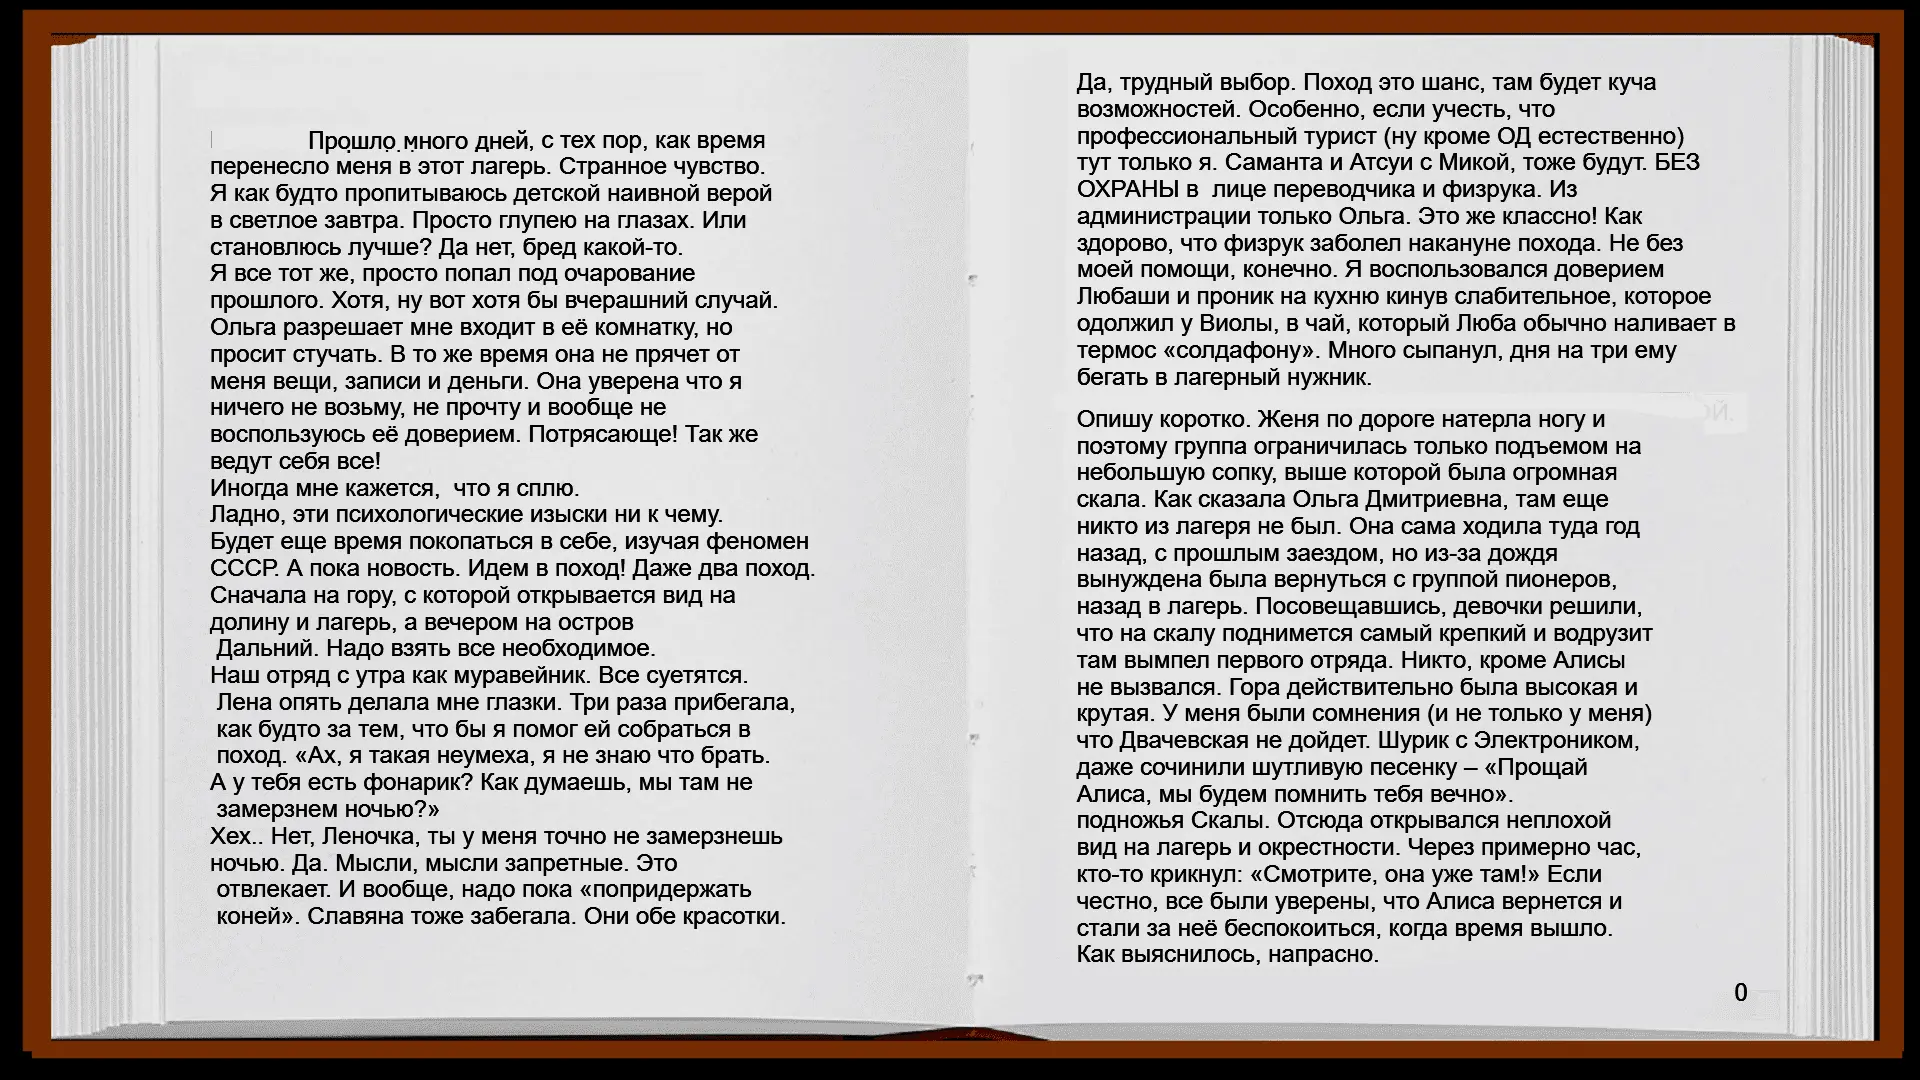 Прошло много дней, с тех пор, как время
перенесло меня в этот лагерь. Странное чувство.
Я как будто пропитываюсь детской наивной верой
в светлое завтра. Просто глупею на глазах. Или
становлюсь лучше? Да нет, бред какой-то.
Я все тот же, просто попал под очарование
прошлого. Хотя, ну вот хотя бы вчерашний случай.
Ольга разрешает мне входит в её комнатку, но
просит стучать. В то же время она не прячет от
меня вещи, записи и деньги. Она уверена что я
ничего не возьму, не прочту и вообще не
воспользуюсь её доверием. Потрясающе! Так же
ведут себя все!
Иногда мне кажется,  что я сплю.
Ладно, эти психологические изыски ни к чему.
Будет еще время покопаться в себе, изучая феномен
СССР. А пока новость. Идем в поход! Даже два поход.
Сначала на гору, с которой открывается вид на
долину и лагерь, а вечером на остров
Дальний. Надо взять все необходимое.
Наш отряд с утра как муравейник. Все суетятся.
Лена опять делала мне глазки. Три раза прибегала,
как будто за тем, что бы я помог ей собраться в
поход. «Ах, я такая неумеха, я не знаю что брать.
А у тебя есть фонарик? Как думаешь, мы там не
замерзнем ночью?»
Хех.. Нет, Леночка, ты у меня точно не замерзнешь
ночью. Да. Мысли, мысли запретные. Это
отвлекает. И вообще, надо пока «попридержать
коней». Славяна тоже забегала. Они обе красотки.
Да, трудный выбор. Поход это шанс, там будет куча
возможностей. Особенно, если учесть, что
профессиональный турист (ну кроме ОД естественно)
тут только я. Саманта и Атсуи с Микой, тоже будут. БЕЗ
ОХРАНЫ в  лице переводчика и физрука. Из
администрации только Ольга. Это же классно! Как
здорово, что физрук заболел накануне похода. Не без
моей помощи, конечно. Я воспользовался доверием
Любаши и проник на кухню кинув слабительное, которое
одолжил у Виолы, в чай, который Люба обычно наливает в
термос «солдафону». Много сыпанул, дня на три ему
бегать в лагерный нужник.
Опишу коротко. Женя по дороге натерла ногу и
поэтому группа ограничилась только подъемом на
небольшую сопку, выше которой была огромная
скала. Как сказала Ольга Дмитриевна, там еще
никто из лагеря не был. Она сама ходила туда год
назад, с прошлым заездом, но из-за дождя
вынуждена была вернуться с группой пионеров,
назад в лагерь. Посовещавшись, девочки решили,
что на скалу поднимется самый крепкий и водрузит
там вымпел первого отряда. Никто, кроме Алисы
не вызвался. Гора действительно была высокая и
крутая. У меня были сомнения (и не только у меня)
что Двачевская не дойдет. Шурик с Электроником,
даже сочинили шутливую песенку – «Прощай
Алиса, мы будем помнить тебя вечно».
подножья Скалы. Отсюда открывался неплохой
вид на лагерь и окрестности. Через примерно час,
кто-то крикнул: «Смотрите, она уже там!» Если
честно, все были уверены, что Алиса вернется и
стали за неё беспокоиться, когда время вышло.
Как выяснилось, напрасно.
0